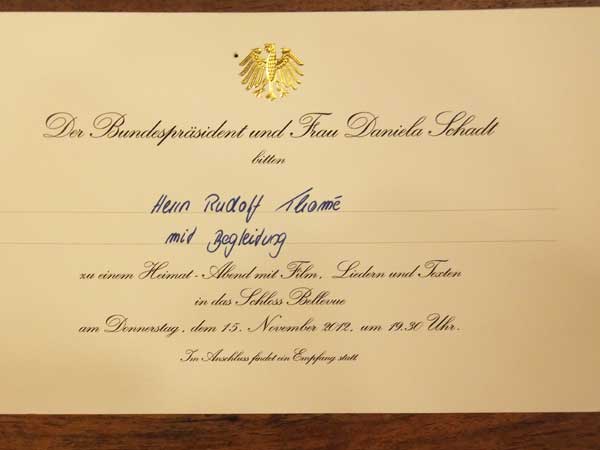 Der Bundespräsident und Frau Daniela Schadt
bitten
Herrn Rudolf Thomé
mit Begleitung
zu einem Heimat-Abend mit Film, Liedern und Texten
in das Schloss Bellevue
am Donnerstag, dem 15. November 2012, um 19.30 Uhr.
Im Anschluss findet ein Empfang statt.